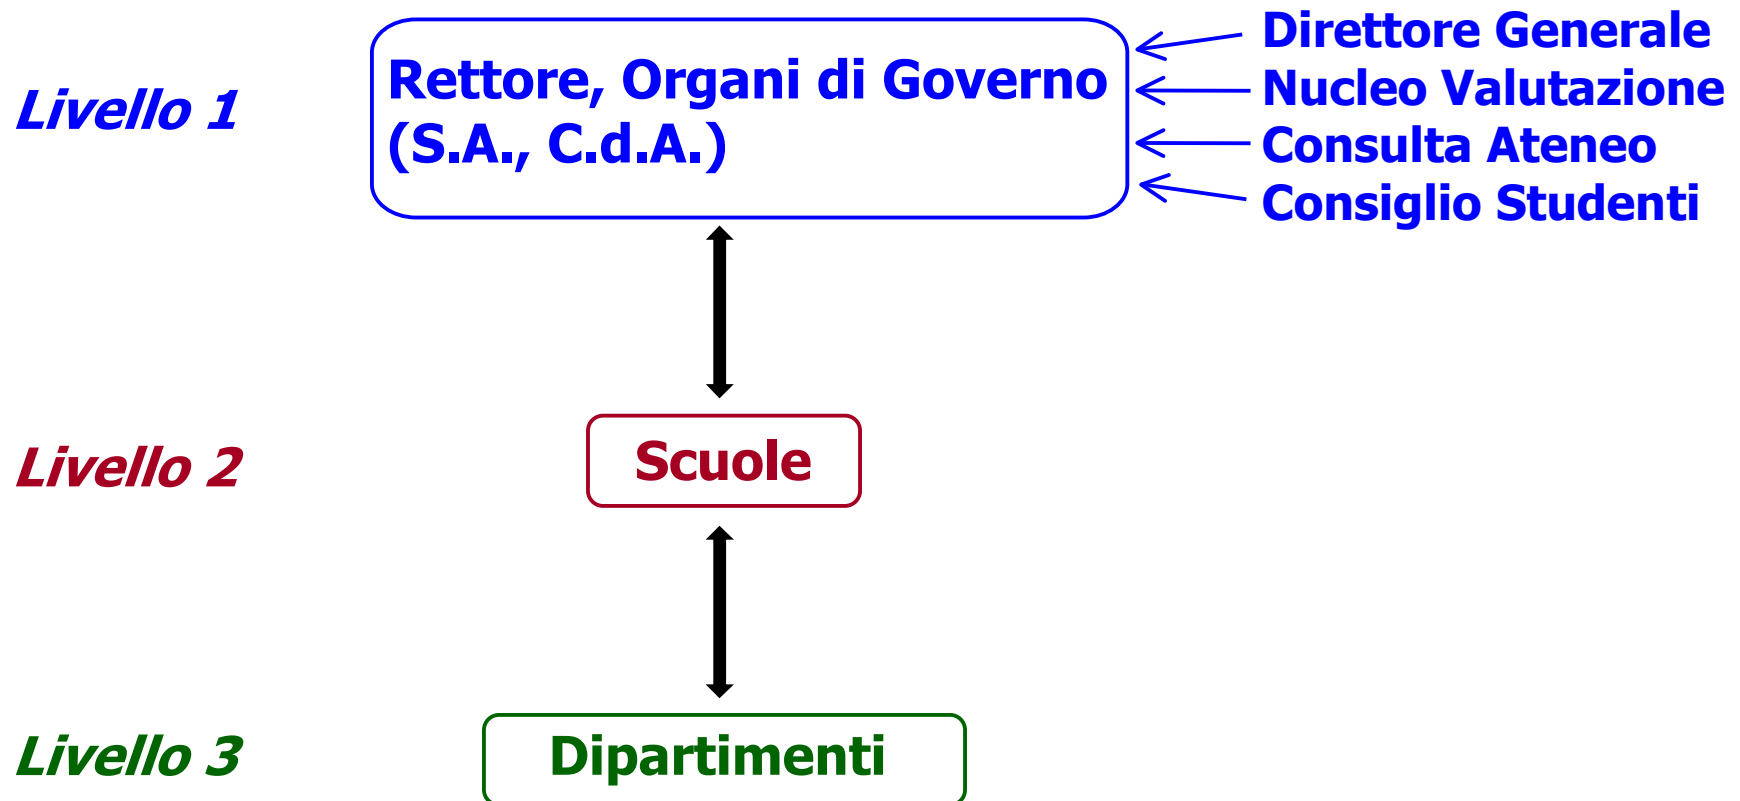 Livello 1
Rettore, Organi di Governo
(S.A., C.d.A.)
Direttore Generale
Nucleo Valutazione
Consulta Ateneo
Consiglio Studenti
Livello 2
Scuole
Livello 3
Dipartimenti